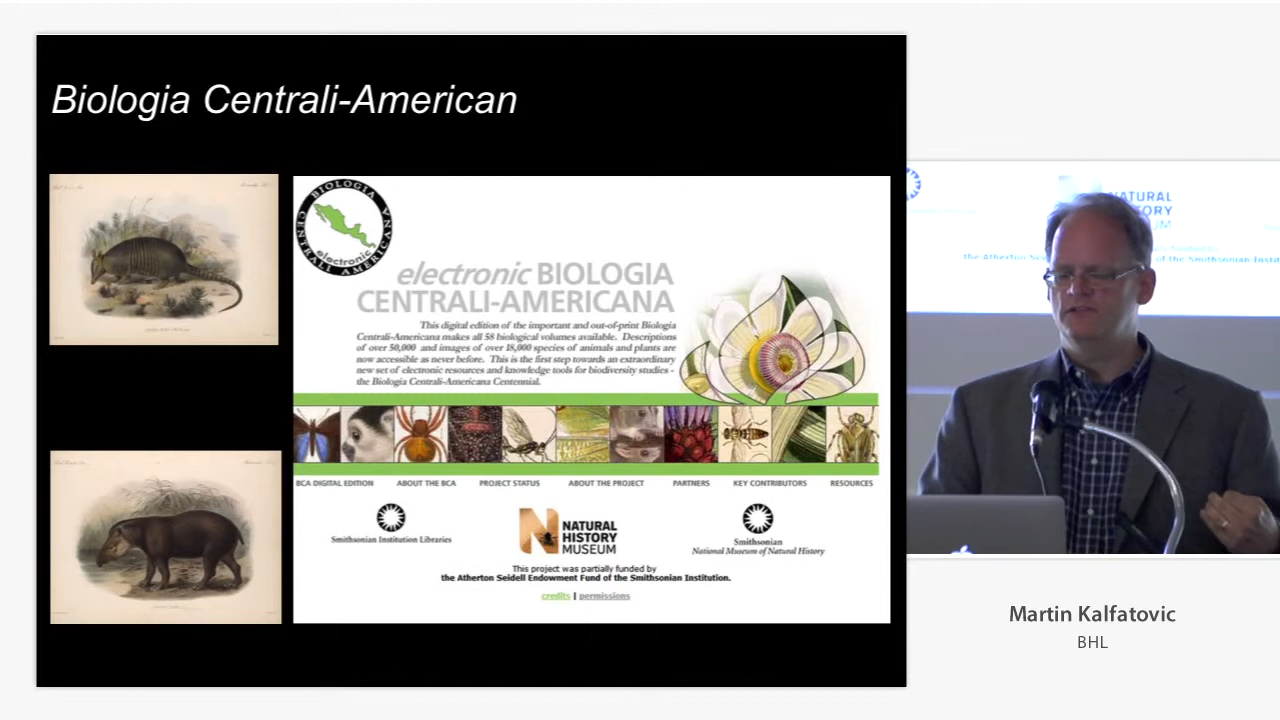 Biologia Centrali-American
BIOLOGIA
CENTRALI AMERICANA
electronic
electronic BIOLOGIA
CENTRALI-AMERICANA
This digital edition of the important and out-of-print Biologia
Centrali-Americana makes all 58 biological volumes available. Descriptions
of over 50,000 and images of over 18,000 species of animals and plants are
now accessible as never before. This is the first step towards an extraordinary
new set of electronic resources and knowledge tools for biodiversity studies -
the Biologia Centrali-Americana Centennial.
BCA DIGITAL EDITION ABOUT THE BCA PROJECT STATUS ABOUT THE PROJECT PARTNERS KEY CONTRIBUTORS RESOURCES
Smithsonian Institution Libraries
NATURAL
HISTORY
MUSEUM
Smithsonian
National Museum of Natural History
This project was partially funded by
the Atherton Seidell Endowment Fund of the Smithsonian Institution.
credits | permissions
NATURAL
the Atherton
of the Smithsonian
Martin Kalfatovic
BHL